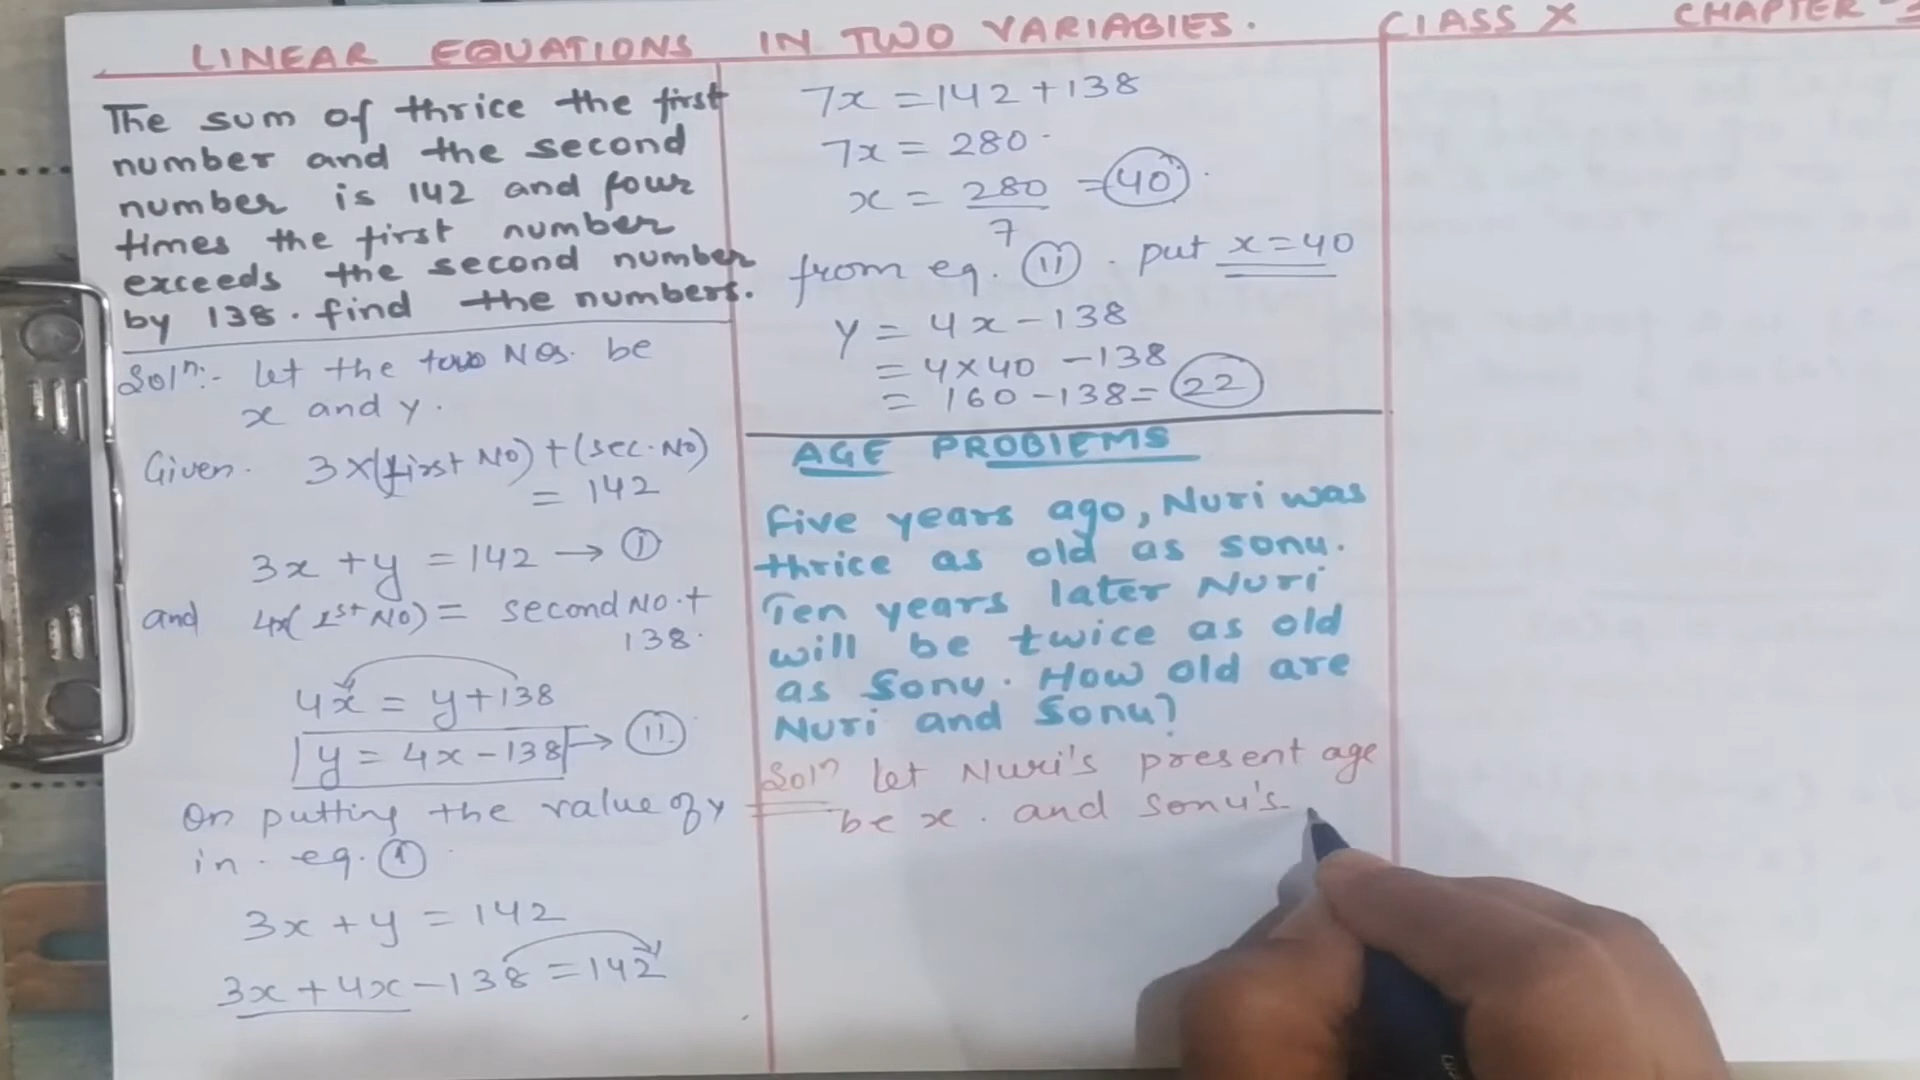 LINEAR EQUATIONS IN TWO VARIABLES. CLASS X CHAPTER-3
The sum of thrice the first
number and the second
number is 142 and four
times the first number
exceeds the second number
by 138. find the numbers.
Solⁿ:- Let the two NOs. be
x and y.
Given. 3×(first NO) + (sec. NO)
= 142
3x + y = 142 → (i)
and 4×(1st NO) = second NO. +
138.
4x = y + 138
y = 4x - 138 → (ii)
On putting the value of y
in eq. (1)
3x + y = 142
3x + 4x - 138 = 142
7x = 142 + 138
7x = 280
x = 280/7 = 40
from eq. (ii). put x = 40
y = 4x - 138
= 4×40 - 138
= 160 - 138 = 22
AGE PROBLEMS
Five years ago, Nuri was
thrice as old as sonu.
Ten years later Nuri
will be twice as old
as Sonu. How old are
Nuri and Sonu?
Solⁿ Let Nuri's present age
be x. and Sonu's